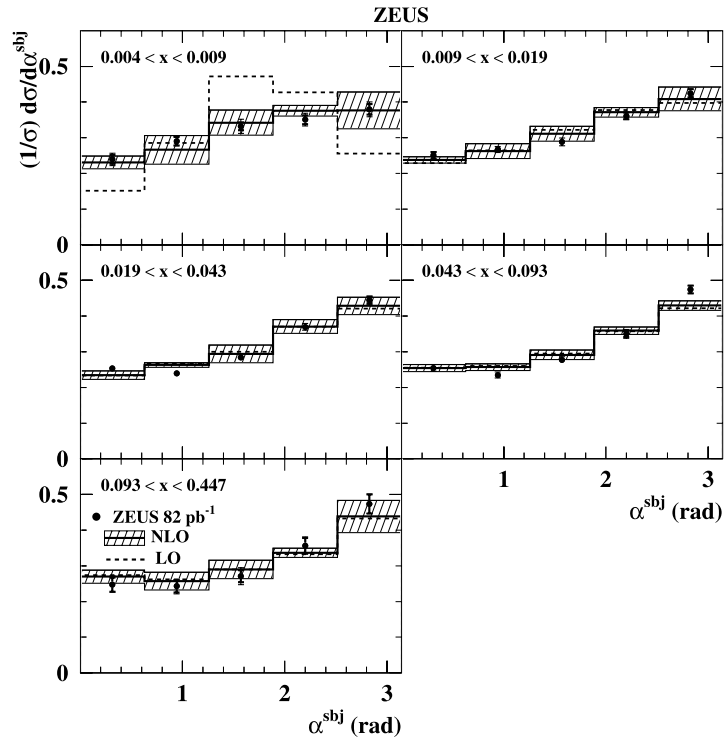 ZEUS
(1/σ) dσ/dα^sbj
0.5
0.004 < x < 0.009
0.009 < x < 0.019
0
0.5
0.019 < x < 0.043
0.043 < x < 0.093
0
1
2
3
α^sbj (rad)
0.5
0.093 < x < 0.447
ZEUS 82 pb^-1
NLO
LO
0
1
2
3
α^sbj (rad)